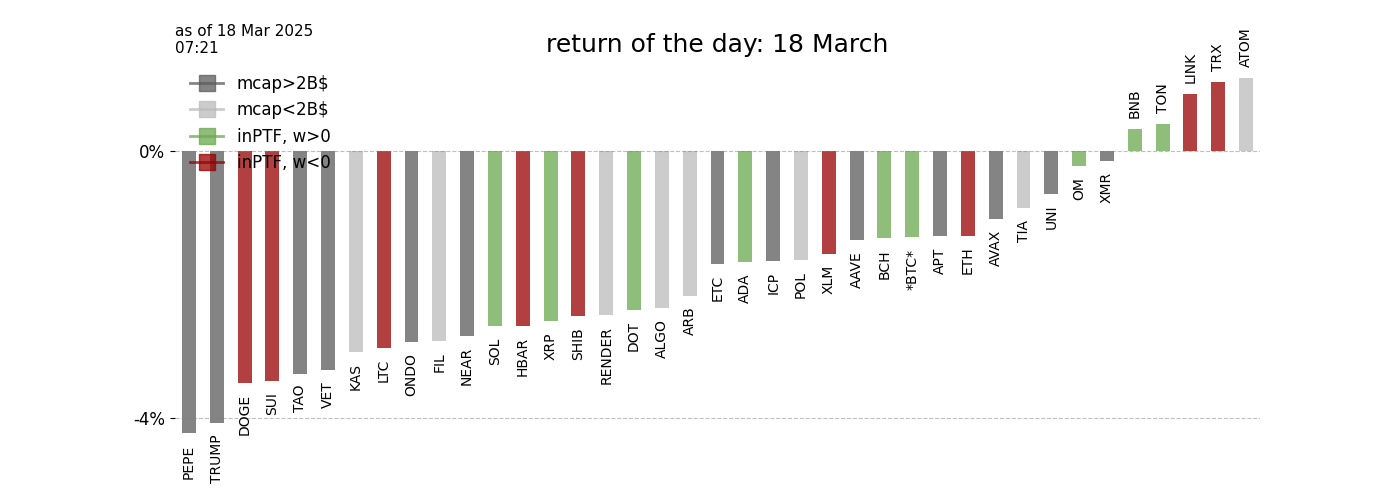 as of 18 Mar 2025
07:21
return of the day: 18 March
mcap>2B$
mcap<2B$
inPTF, w>0
inPTF, w<0
0%
-4%
PEPE
TRUMP
DOGE
SUI
TAO
VET
KAS
LTC
ONDO
FIL
NEAR
SOL
HBAR
XRP
SHIB
RENDER
DOT
ALGO
ARB
ETC
ADA
ICP
POL
XLM
AAVE
BCH
*BTC*
APT
ETH
AVAX
TIA
UNI
OM
XMR
BNB
TON
LINK
TRX
ATOM